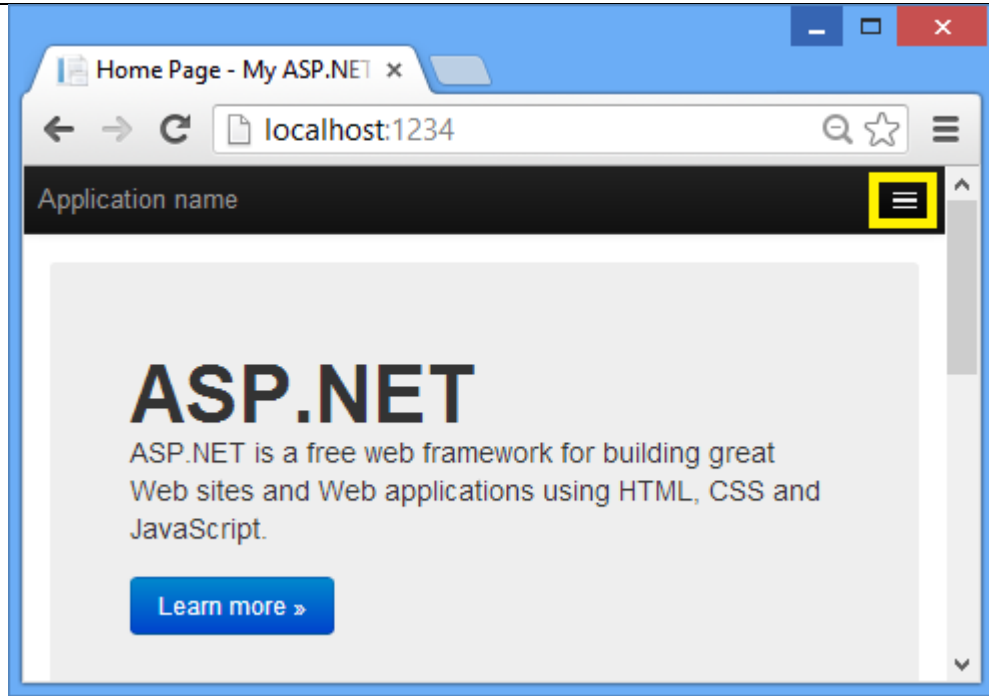 Home Page - My ASP.NET
localhost:1234
Application name
ASP.NET
ASP.NET is a free web framework for building great
Web sites and Web applications using HTML, CSS and
JavaScript.
Learn more »